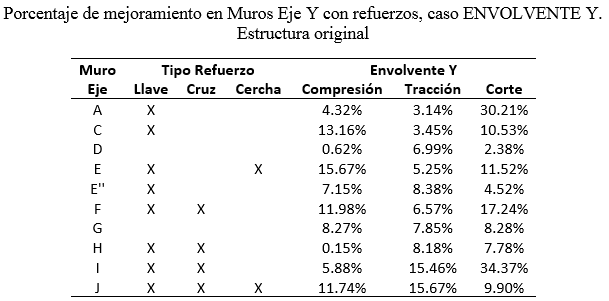 Porcentaje de mejoramiento en Muros Eje Y con refuerzos, caso ENVOLVENTE Y.
Estructura original
Muro Tipo Refuerzo Envolvente Y
Eje Llave Cruz Cercha Compresión Tracción Corte
A X 4.32% 3.14% 30.21%
C X 13.16% 3.45% 10.53%
D 0.62% 6.99% 2.38%
E X X 15.67% 5.25% 11.52%
E" X 7.15% 8.38% 4.52%
F X X 11.98% 6.57% 17.24%
G 8.27% 7.85% 8.28%
H X X 0.15% 8.18% 7.78%
I X X 5.88% 15.46% 34.37%
J X X X 11.74% 15.67% 9.90%